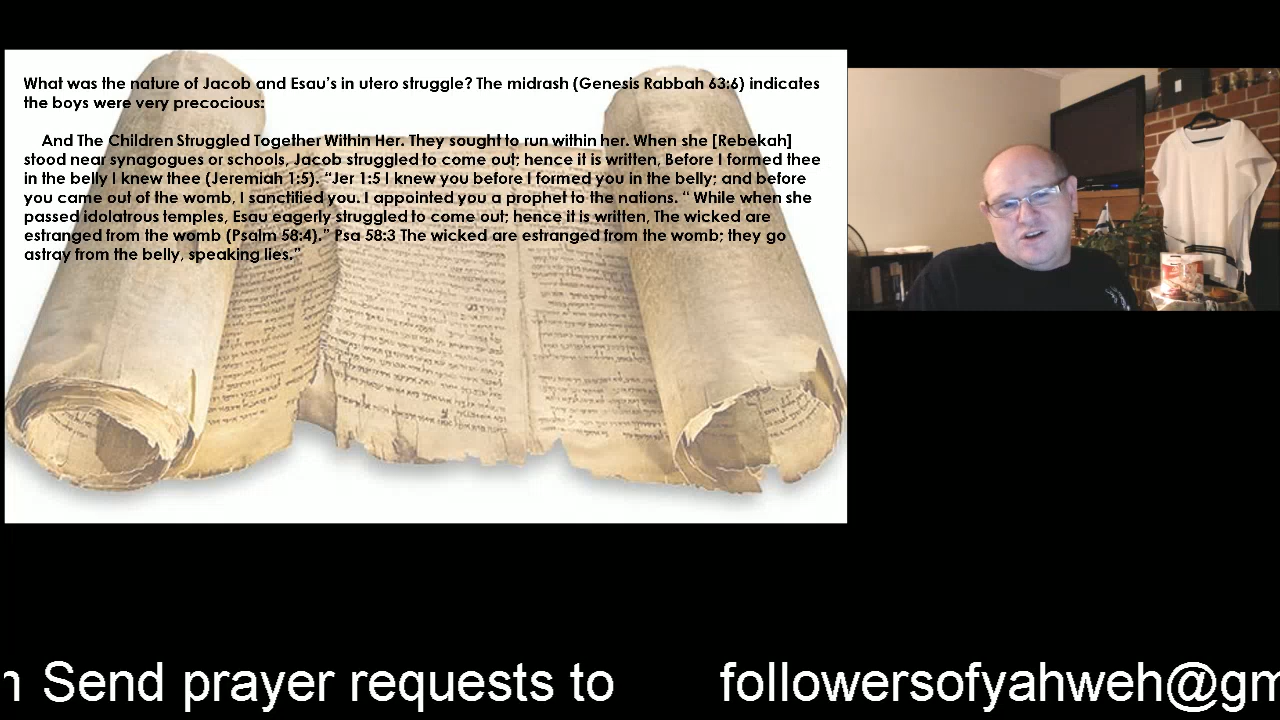 What was the nature of Jacob and Esau's in utero struggle? The midrash (Genesis Rabbah 63:6) indicates
the boys were very precocious:
And The Children Struggled Together Within Her. They sought to run within her. When she [Rebekah]
stood near synagogues or schools, Jacob struggled to come out; hence it is written, Before I formed thee
in the belly I knew thee (Jeremiah 1:5). “Jer 1:5 I knew you before I formed you in the belly; and before
you came out of the womb, I sanctified you. I appointed you a prophet to the nations. “ While when she
passed idolatrous temples, Esau eagerly struggled to come out; hence it is written, The wicked are
estranged from the womb (Psalm 58:4).” Psa 58:3 The wicked are estranged from the womb; they go
astray from the belly, speaking lies.”
n Send prayer requests to followersofyahweh@gm